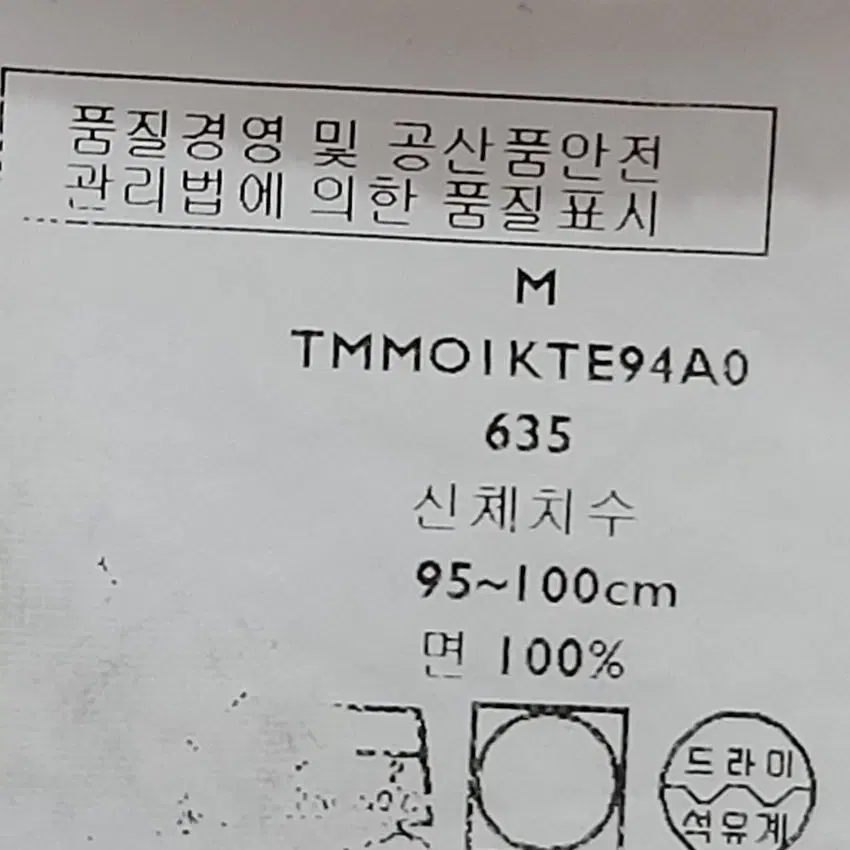 품질경영 및 공산품안전
관리법에 의한 품질표시
M
TMMO1KTE94A0
635
신체치수
95~100cm
면 100%
드라이
석유계